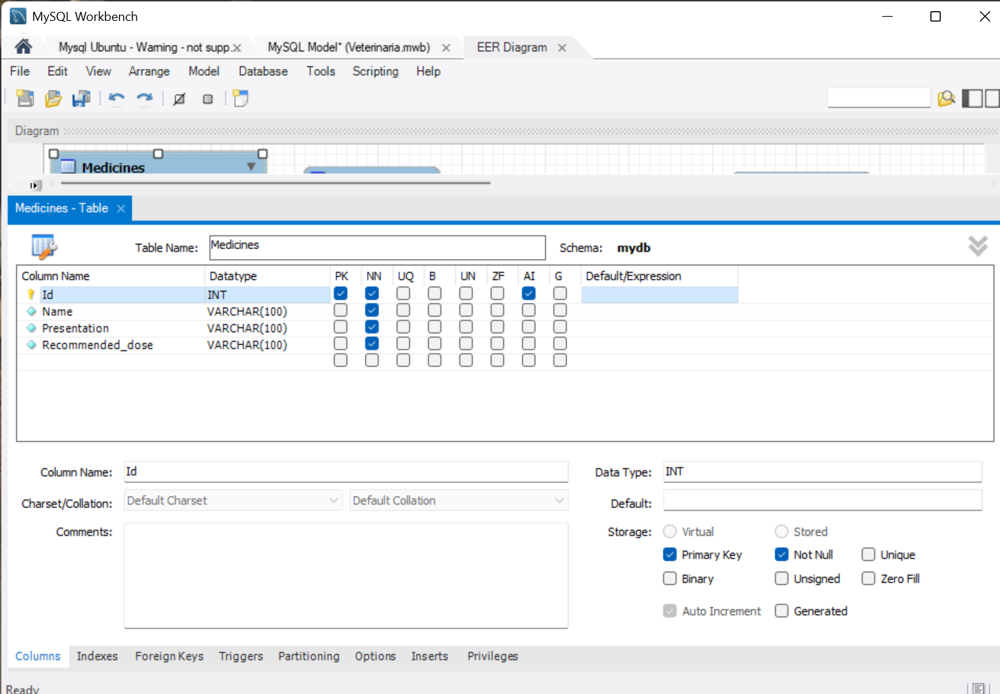 MySQL Workbench
Mysql Ubuntu - Warning - not supp.
MySQL Model* (Veterinaria.mwb)
EER Diagram
File Edit View Arrange Model Database Tools Scripting Help
Diagram
Medicines
Medicines - Table
Table Name: Medicines Schema: mydb
Column Name Datatype PK NN UQ B UN ZF AI G Default/Expression
Id INT
Name VARCHAR(100)
Presentation VARCHAR(100)
Recommended_dose VARCHAR(100)
Column Name: Id Data Type: INT
Charset/Collation: Default Charset Default Collation Default:
Comments: Storage: Virtual Stored
Primary Key Not Null Unique
Binary Unsigned Zero Fill
Auto Increment Generated
Columns Indexes Foreign Keys Triggers Partitioning Options Inserts Privileges
Ready